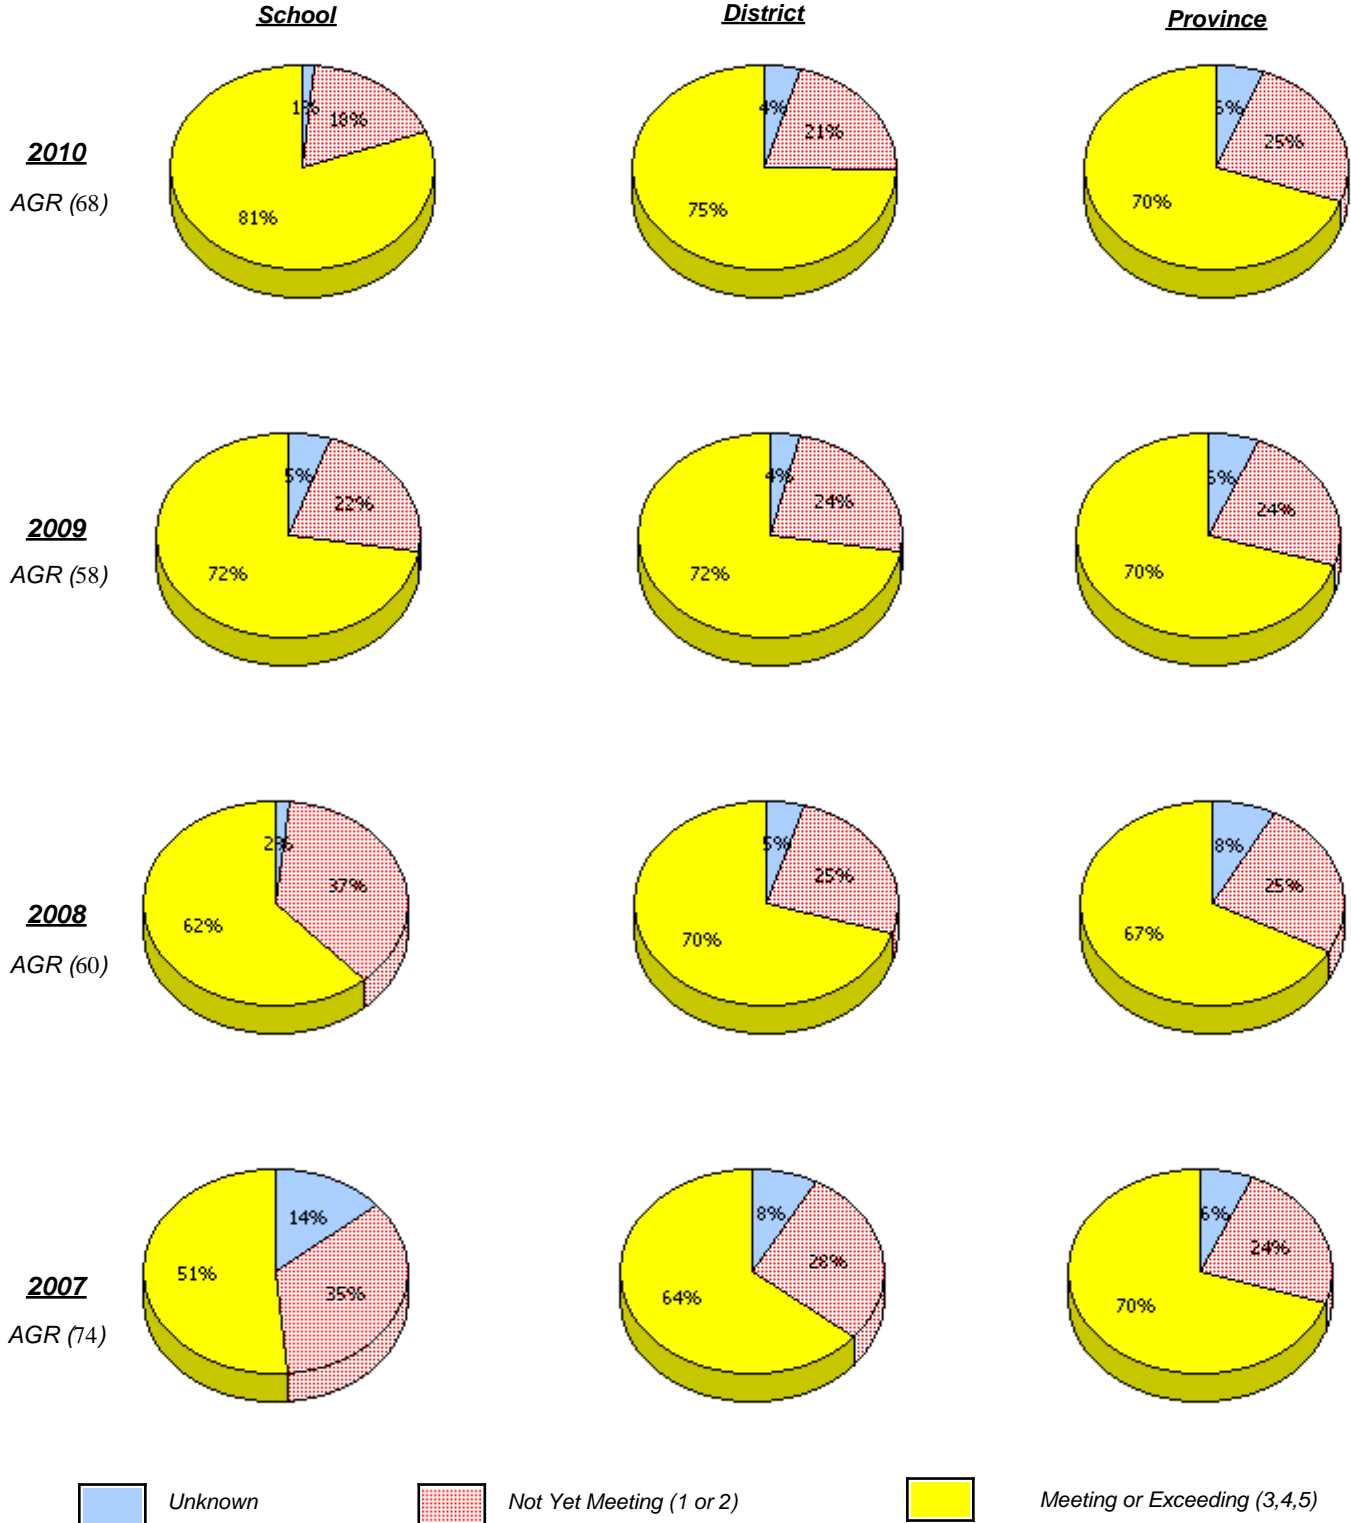 School District Province
1% 18% 81%
4% 21% 75%
5% 25% 70%
2010
AGR (68)
5% 22% 72%
4% 24% 72%
24% 70%
2009
AGR (58)
2% 37% 62%
5% 25% 70%
8% 25% 67%
2008
AGR (60)
14% 35% 51%
8% 28% 64%
6% 24% 70%
2007
AGR (74)
Unknown Not Yet Meeting (1 or 2) Meeting or Exceeding (3,4,5)